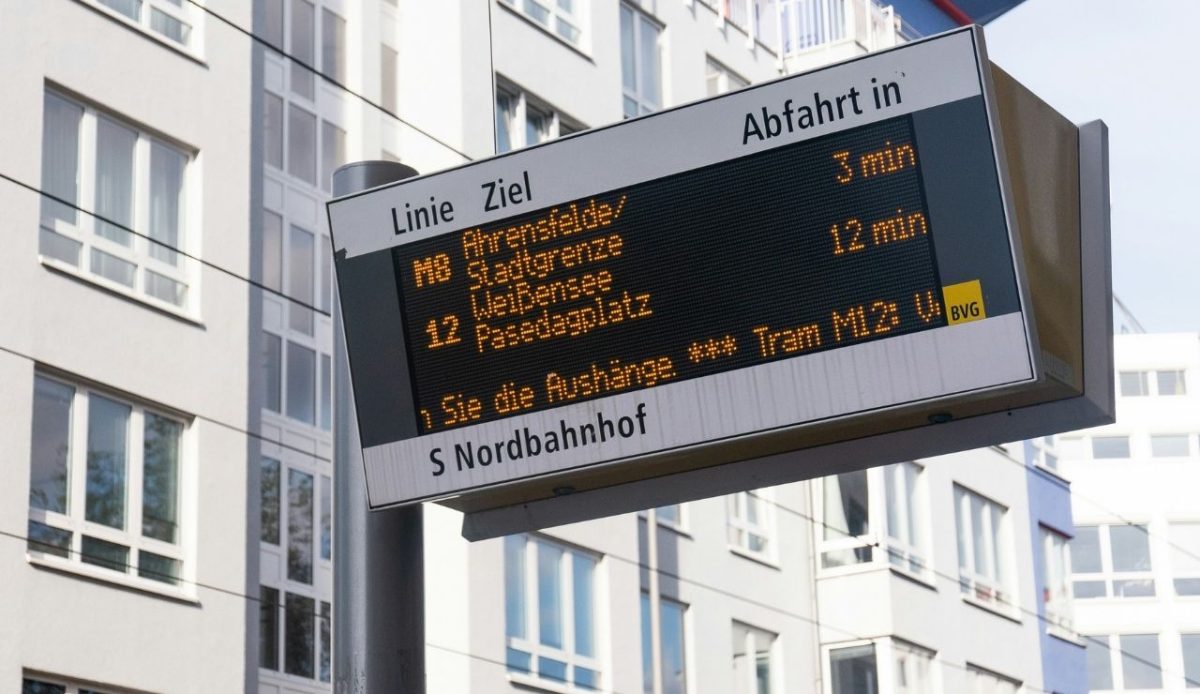 Linie Ziel Abfahrt in
Ahrensfelde/ 3 min
M8 Stadtgrenze
Weißensee 12 min
12 Pasedagplatz
Sie die Aushänge *** Tram M12:
BVG
S Nordbahnhof